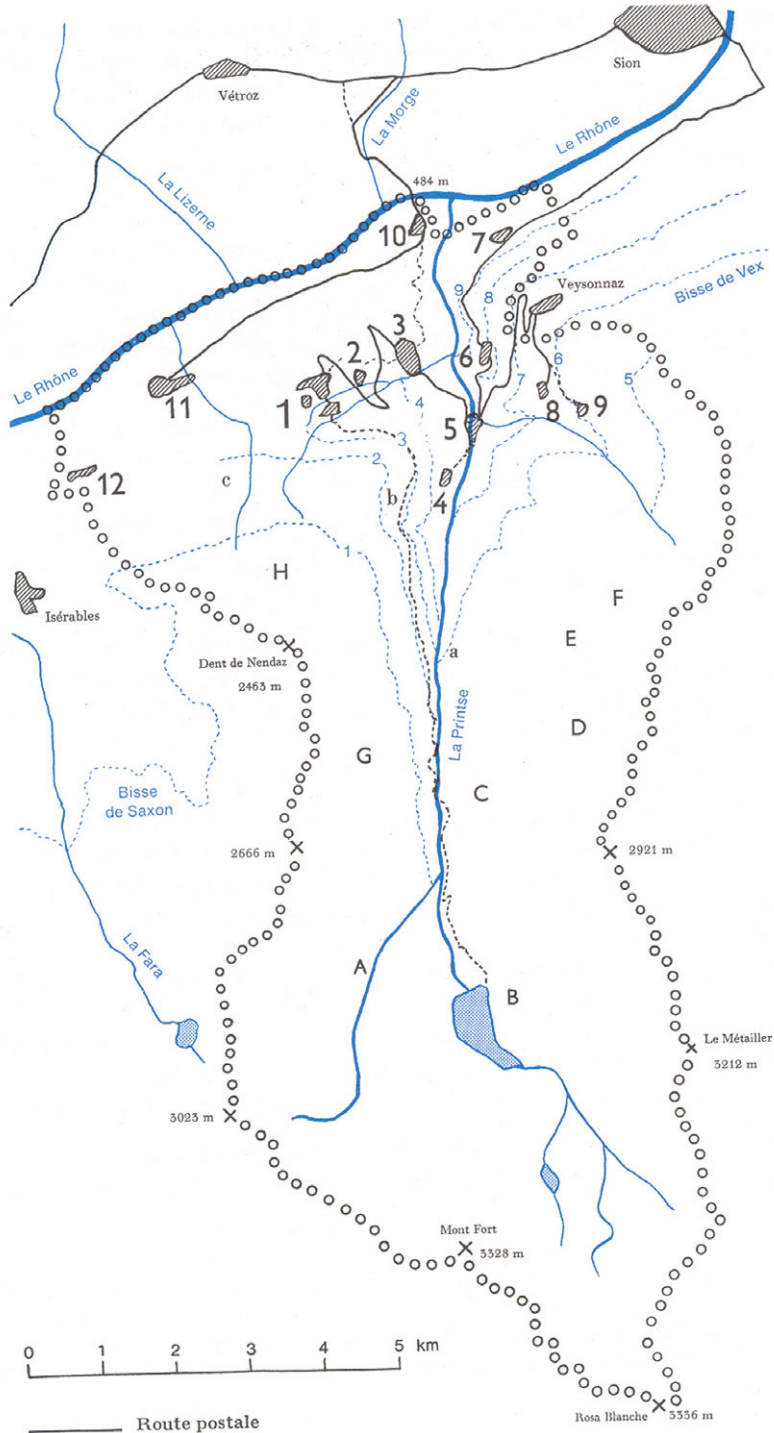 Sion
Vétroz
La Morge
Le Rhône
La Lizerne
484 m
10
7
9
8
Veysonnaz
Bisse de Vex
3
2
6
6
5
Le Rhône
11
1
4
7
8
9
5
3
2
12
c
b
4
1
H
F
Isérables
E
a
Dent de Nendaz
2463 m
La Printse
D
G
C
Bisse
de Saxon
2666 m
2921 m
La Fara
A
B
Le Métailler
3212 m
3023 m
Mont Fort
3328 m
0 1 2 3 4 5 km
Rosa Blanche 3336 m
Route postale